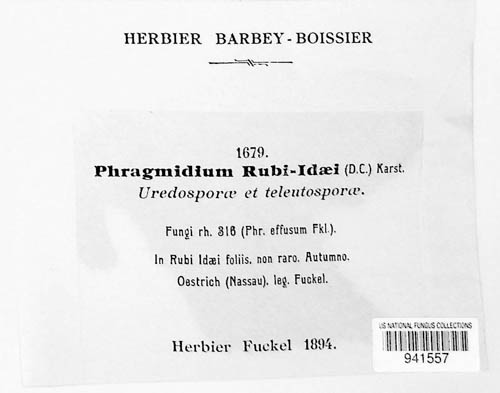 HERBIER BARBEY-BOISSIER
1679.
Phragmidium Rubi-Idæi (D.C.) Karst.
Uredosporæ et teleutosporæ.
Fungi rh. 316 (Phr. effusum Fkl.).
In Rubi Idæi foliis, non raro. Autumno.
Oestrich (Nassau), leg. Fuckel.
Herbier Fuckel 1894.
US NATIONAL FUNGUS COLLECTIONS
941557